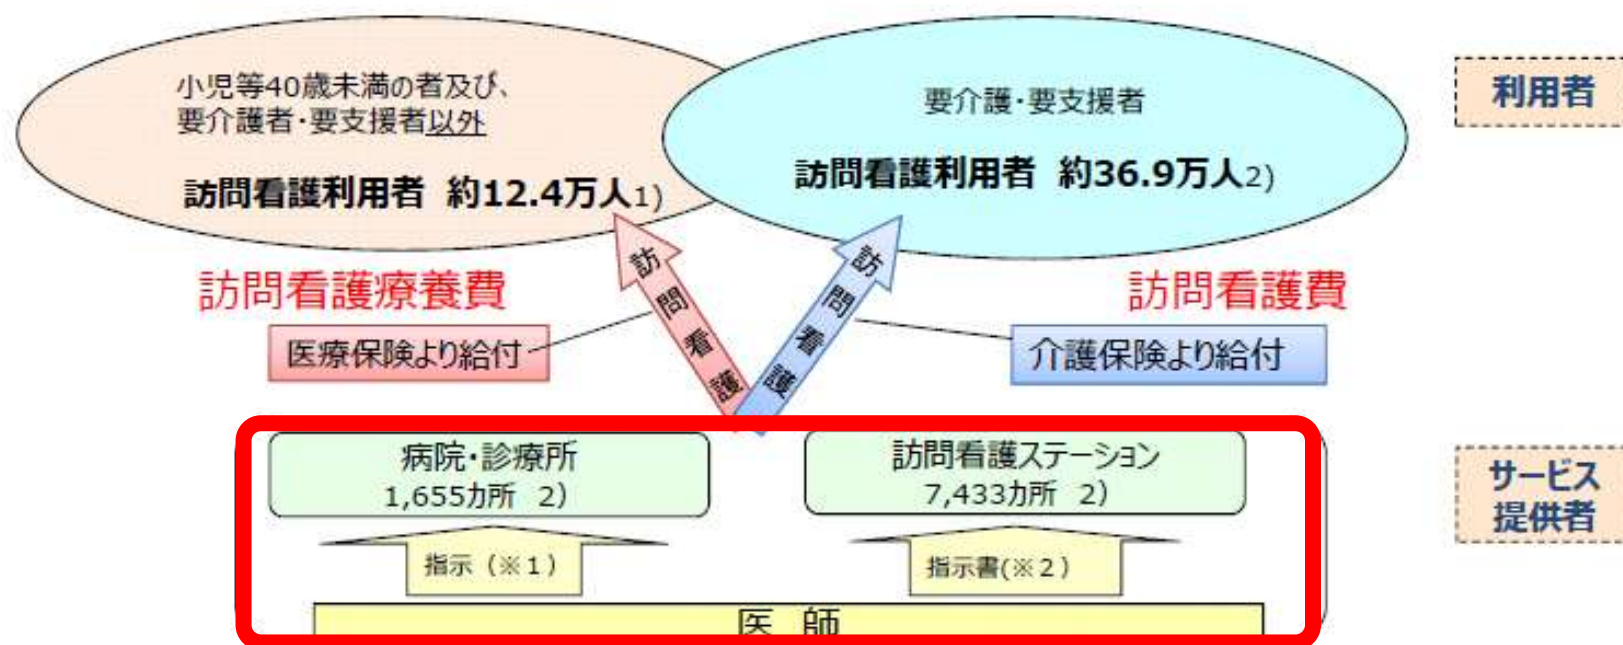 小児等40歳未満の者及び、
要介護者・要支援者以外
訪問看護利用者 約12.4万人1)
要介護・要支援者
訪問看護利用者 約36.9万人2)
利用者
訪問看護療養費
訪問看護費
医療保険より給付
訪問看護
訪問看護
介護保険より給付
病院・診療所
1,655カ所 2)
訪問看護ステーション
7,433カ所 2)
サービス
提供者
指示（※1）
指示書(※2)
医 師